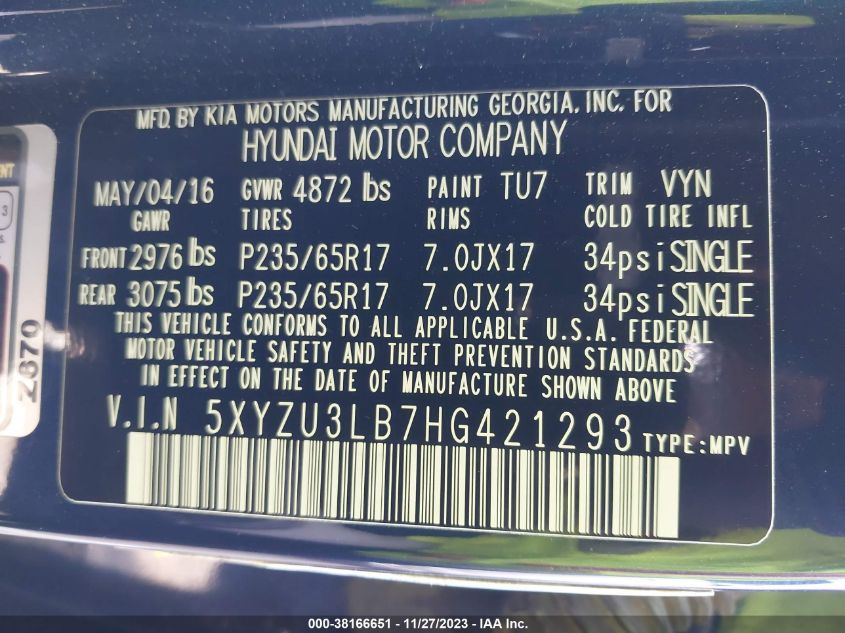 MFD. BY KIA MOTORS MANUFACTURING GEORGIA, INC. FOR
HYUNDAI MOTOR COMPANY
MAY/04/16 GVWR 4872 lbs PAINT TU7 TRIM VYN
GAWR TIRES RIMS COLD TIRE INFL
FRONT 2976 lbs P235/65R17 7.0JX17 34psi SINGLE
REAR 3075 lbs P235/65R17 7.0JX17 34psi SINGLE
THIS VEHICLE CONFORMS TO ALL APPLICABLE U.S.A. FEDERAL
MOTOR VEHICLE SAFETY AND THEFT PREVENTION STANDARDS
IN EFFECT ON THE DATE OF MANUFACTURE SHOWN ABOVE
V.I.N 5XYZU3LB7HG421293 TYPE:MPV
2870
000-38166651 - 11/27/2023 - IAA Inc.